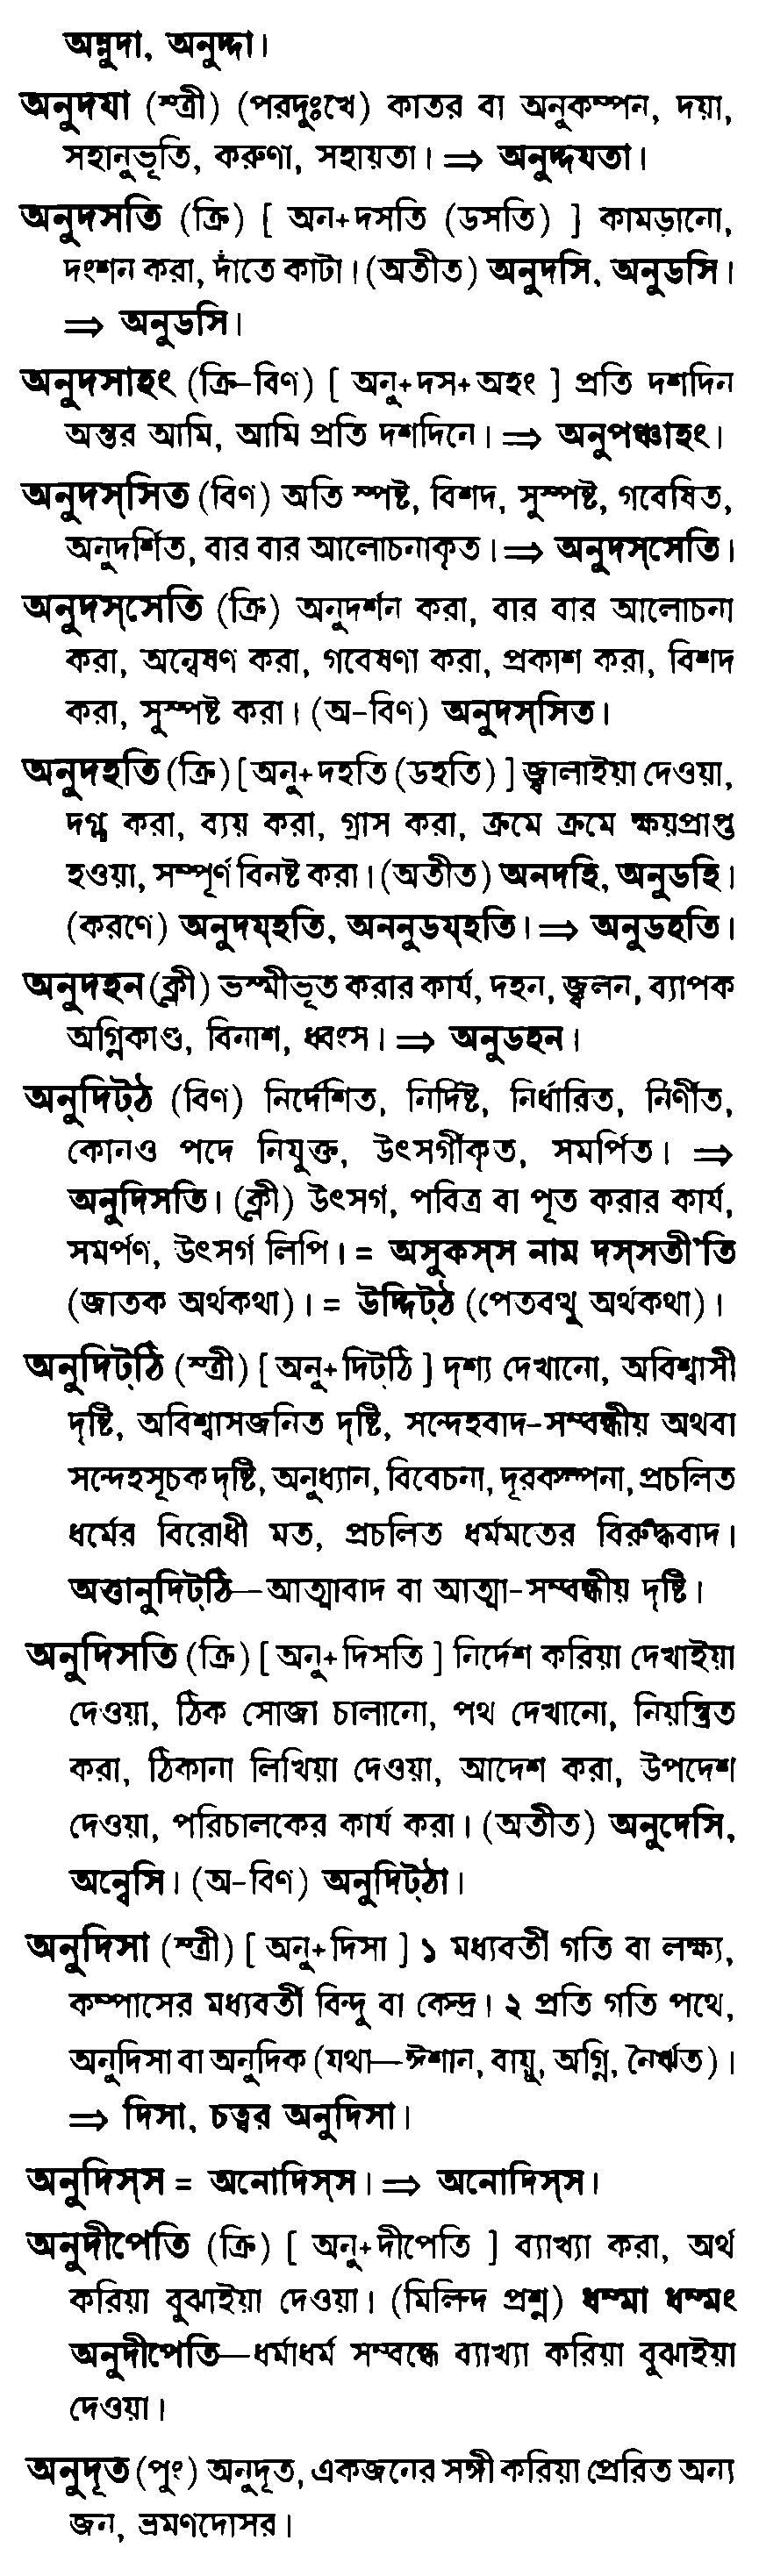 অন্নুদা, অনুদ্দা।
অনুদযা (স্ত্রী) (পরদুঃখে) কাতর বা অনুকম্পন, দয়া,
সহানুভূতি, করুণা, সহায়তা। ⇒ অনুদ্দযতা।
অনুদসতি (ক্রি) [ অন+দসতি (ডসতি) ] কামড়ানো,
দংশন করা, দাঁতে কাটা। (অতীত) অনুদসি, অনুডসি।
⇒ অনুডসি।
অনুদসাহং (ক্রি-বিণ) [ অনু+দস+অহং ] প্রতি দশদিন
অন্তর আমি, আমি প্রতি দশদিনে। ⇒ অনুপঞ্চাহং।
অনুদস্সিত (বিণ) অতি স্পষ্ট, বিশদ, সুস্পষ্ট, গবেষিত,
অনুদর্শিত, বার বার আলোচনাকৃত। ⇒ অনুদস্সেতি।
অনুদস্সেতি (ক্রি) অনুদর্শন করা, বার বার আলোচনা
করা, অন্বেষণ করা, গবেষণা করা, প্রকাশ করা, বিশদ
করা, সুস্পষ্ট করা। (অ-বিণ) অনুদস্সিত।
অনুদহতি (ক্রি) [ অনু+দহতি (ডহতি) ] জ্বালাইয়া দেওয়া,
দগ্ধ করা, ব্যয় করা, গ্রাস করা, ক্রমে ক্রমে ক্ষয়প্রাপ্ত
হওয়া, সম্পূর্ণ বিনষ্ট করা। (অতীত) অনদহি, অনুডহি।
(করণে) অনুদয্হতি, অননুডয্হতি। ⇒ অনুডহতি।
অনুদহন (ক্লী) ভস্মীভূত করার কার্য, দহন, জ্বলন, ব্যাপক
অগ্নিকাণ্ড, বিনাশ, ধ্বংস। ⇒ অনুডহন।
অনুদিট্ঠ (বিণ) নির্দেশিত, নির্দিষ্ট, নির্ধারিত, নির্ণীত,
কোনও পদে নিযুক্ত, উৎসর্গীকৃত, সমর্পিত। ⇒
অনুদিসতি। (ক্লী) উৎসর্গ, পবিত্র বা পূত করার কার্য,
সমর্পণ, উৎসর্গ লিপি। = অসুকস্স নাম দস্সতী'তি
(জাতক অর্থকথা)। = উদ্দিট্ঠ (পেতবত্থু অর্থকথা)।
অনুদিট্ঠি (স্ত্রী) [ অনু+দিট্ঠি ] দৃশ্য দেখানো, অবিশ্বাসী
দৃষ্টি, অবিশ্বাসজনিত দৃষ্টি, সন্দেহবাদ-সম্বন্ধীয় অথবা
সন্দেহসূচক দৃষ্টি, অনুধ্যান, বিবেচনা, দূরকল্পনা, প্রচলিত
ধর্মের বিরোধী মত, প্রচলিত ধর্মমতের বিরুদ্ধবাদ।
অত্তানুদিট্ঠি—আত্মাবাদ বা আত্মা-সম্বন্ধীয় দৃষ্টি।
অনুদিসতি (ক্রি) [ অনু+দিসতি ] নির্দেশ করিয়া দেখাইয়া
দেওয়া, ঠিক সোজা চালানো, পথ দেখানো, নিয়ন্ত্রিত
করা, ঠিকানা লিখিয়া দেওয়া, আদেশ করা, উপদেশ
দেওয়া, পরিচালকের কার্য করা। (অতীত) অনুদেসি,
অন্বেসি। (অ-বিণ) অনুদিট্ঠা।
অনুদিসা (স্ত্রী) [ অনু+দিসা ] ১ মধ্যবর্তী গতি বা লক্ষ্য,
কম্পাসের মধ্যবর্তী বিন্দু বা কেন্দ্র। ২ প্রতি গতি পথে,
অনুদিসা বা অনুদিক (যথা—ঈশান, বায়ু, অগ্নি, নৈর্ঋত)।
⇒ দিসা, চত্বর অনুদিসা।
অনুদিস্স = অনোদিস্স। ⇒ অনোদিস্স।
অনুদীপেতি (ক্রি) [ অনু+দীপেতি ] ব্যাখ্যা করা, অর্থ
করিয়া বুঝাইয়া দেওয়া। (মিলিন্দ প্রশ্ন) ধম্মা ধম্মং
অনুদীপেতি—ধর্মাধর্ম সম্বন্ধে ব্যাখ্যা করিয়া বুঝাইয়া
দেওয়া।
অনুদূত (পুং) অনুদূত, একজনের সঙ্গী করিয়া প্রেরিত অন্য
জন, ভ্রমণদোসর।